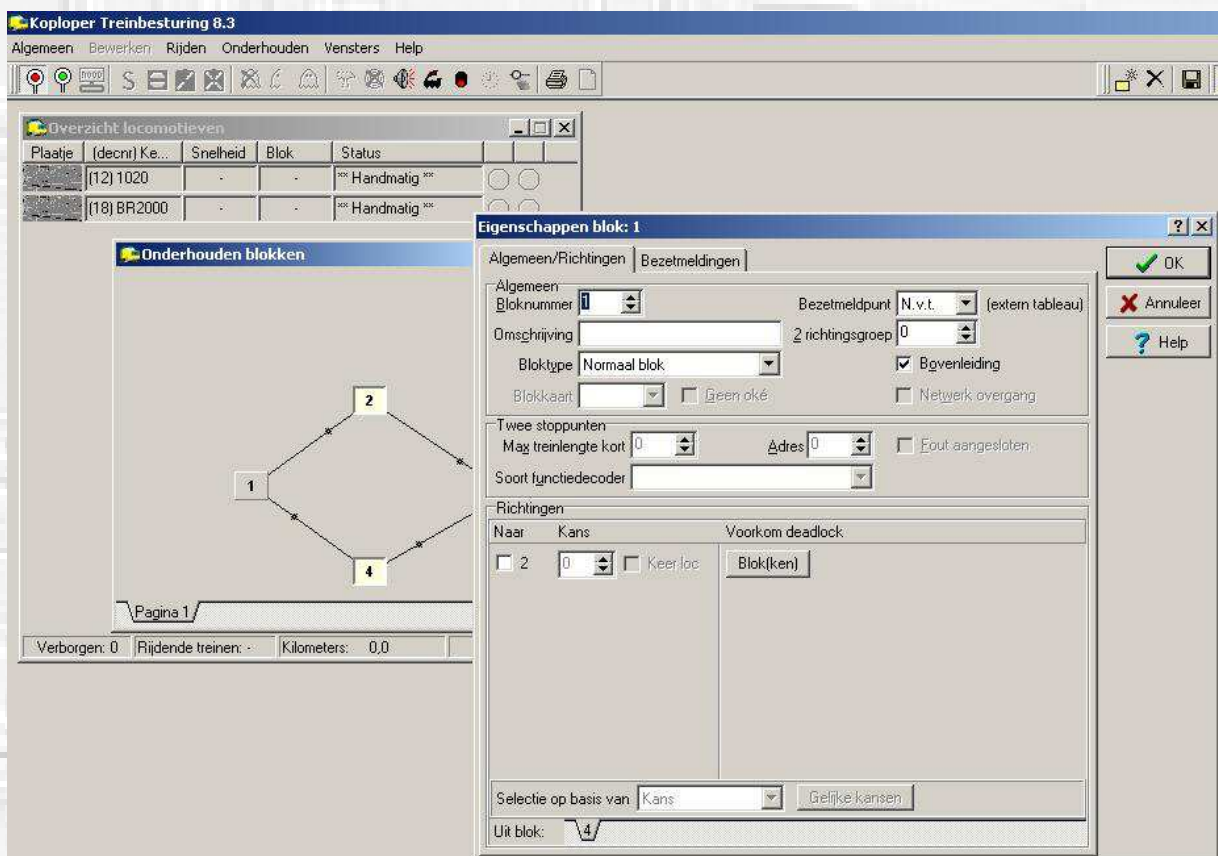 Koploper Treinbesturing 8.3
Algemeen Bewerken Rijden Onderhouden Vensters Help
Overzicht locomotieven
Plaatje (decnr) Ke... Snelheid Blok Status
(12) 1020 - - ** Handmatig **
(18) BR2000 - - ** Handmatig **
Onderhouden blokken
2
1
4
Pagina 1
Verborgen: 0 Rijdende treinen: - Kilometers: 0,0
Eigenschappen blok: 1
Algemeen/Richtingen Bezetmeldingen
Algemeen
Bloknummer 1 Bezetmeldpunt N.v.t. (extern tableau)
Omschrijving 2 richtingsgroep 0
Bloktype Normaal blok Bovenleiding
Blokkaart Geen oké Netwerk overgang
Twee stoppunten
Max treinlengte kort 0 Adres 0 Fout aangesloten
Soort functiedecoder
Richtingen
Naar Kans Voorkom deadlock
2 0 Keer loc Blok(ken)
Selectie op basis van Kans Gelijke kansen
Uit blok: 4
OK
Annuleer
Help